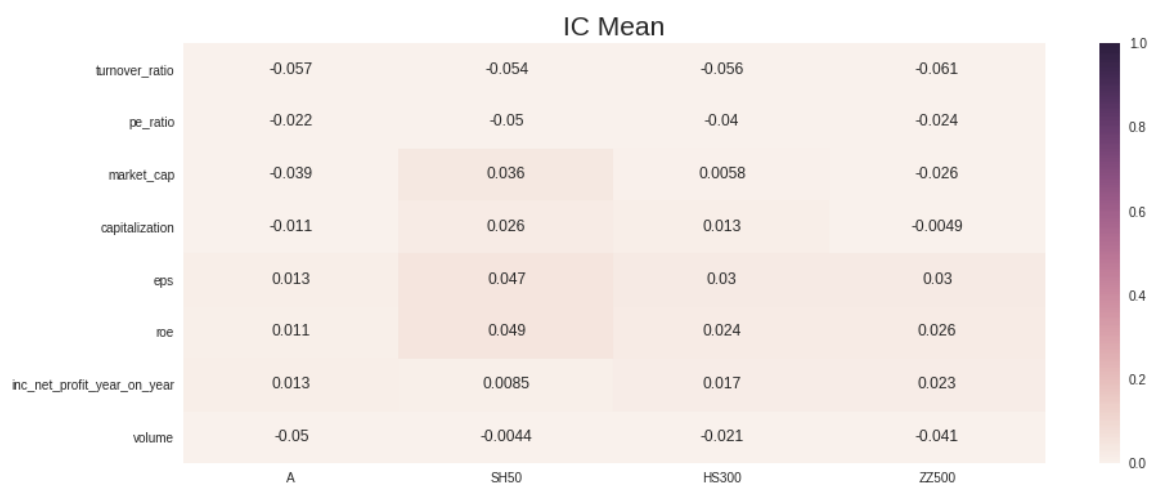 IC Mean
turnover_ratio -0.057 -0.054 -0.056 -0.061
pe_ratio -0.022 -0.05 -0.04 -0.024
market_cap -0.039 0.036 0.0058 -0.026
capitalization -0.011 0.026 0.013 -0.0049
eps 0.013 0.047 0.03 0.03
roe 0.011 0.049 0.024 0.026
inc_net_profit_year_on_year 0.013 0.0085 0.017 0.023
volume -0.05 -0.0044 -0.021 -0.041
A SH50 HS300 ZZ500
1.0
0.8
0.6
0.4
0.2
0.0